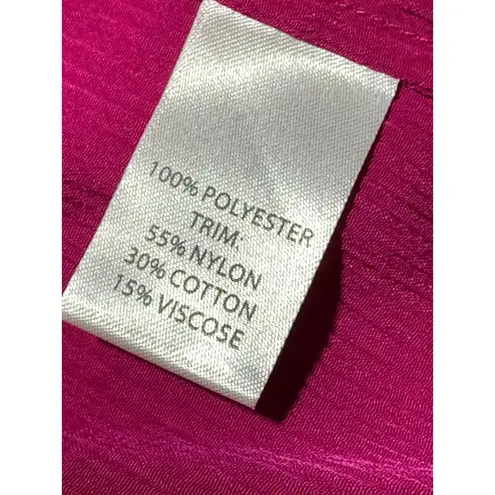 100% POLYESTER
TRIM:
55% NYLON
30% COTTON
15% VISCOSE